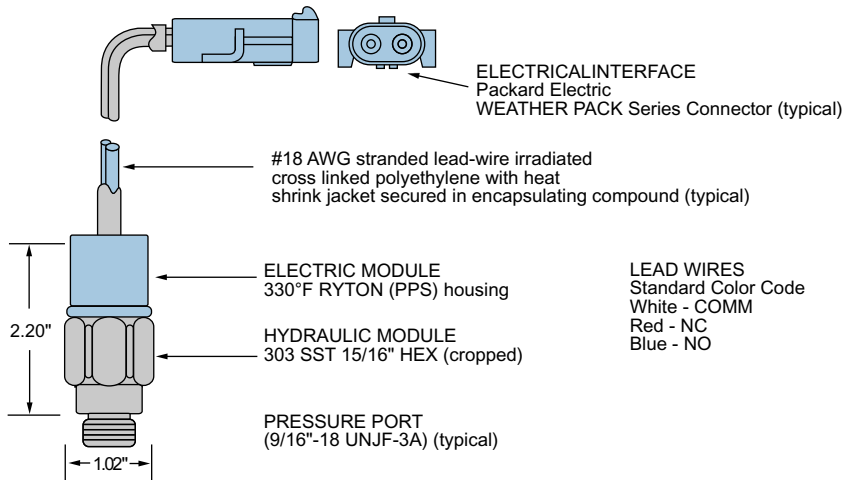 ELECTRICALINTERFACE
Packard Electric
WEATHER PACK Series Connector (typical)
#18 AWG stranded lead-wire irradiated
cross linked polyethylene with heat
shrink jacket secured in encapsulating compound (typical)
ELECTRIC MODULE
330°F RYTON (PPS) housing
LEAD WIRES
Standard Color Code
White - COMM
Red - NC
Blue - NO
2.20"
HYDRAULIC MODULE
303 SST 15/16" HEX (cropped)
PRESSURE PORT
(9/16"-18 UNJF-3A) (typical)
1.02"